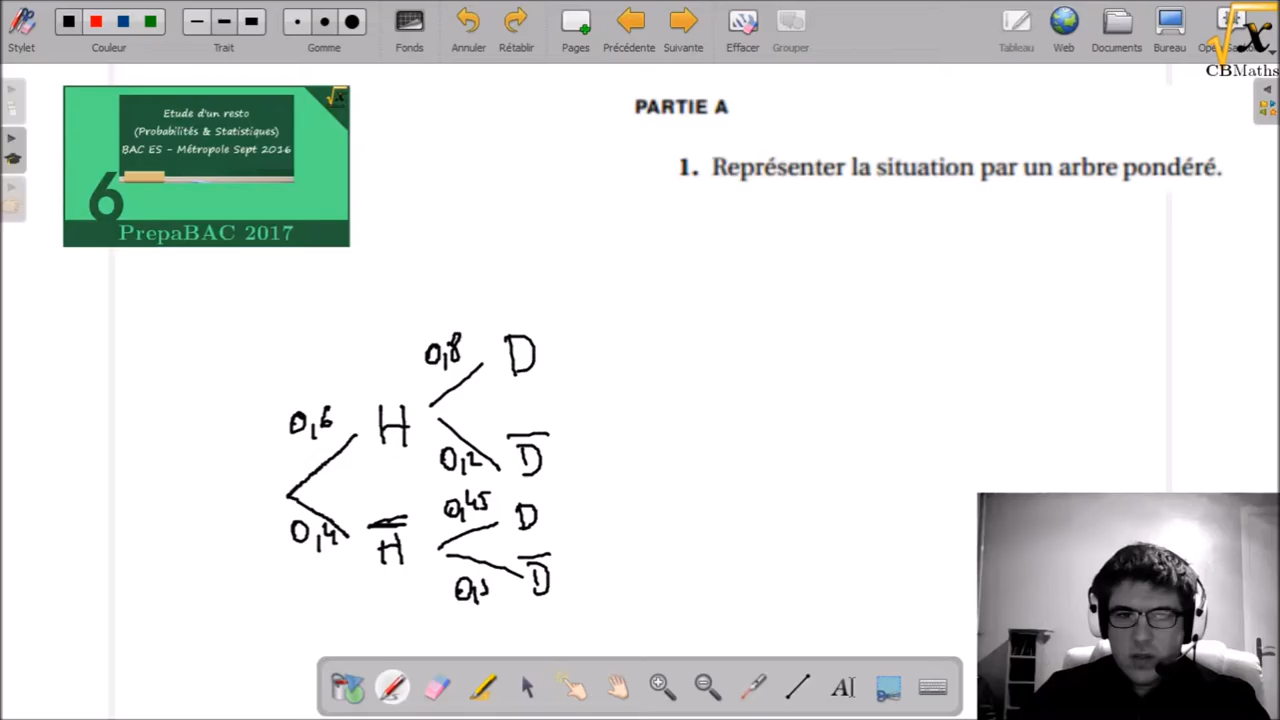 Stylet Couleur Trait Gomme Fonds Annuler Rétablir Pages Précédente Suivante Effacer Grouper Tableau Web Documents Bureau
√x
CBMaths
Etude d'un resto
(Probabilités & Statistiques)
BAC ES - Métropole Sept 2016
6
PrepaBAC 2017
PARTIE A
1. Représenter la situation par un arbre pondéré.
0,8 D
0,6 H
0,2 D̅
0,45 D
0,4 H̅
D̅